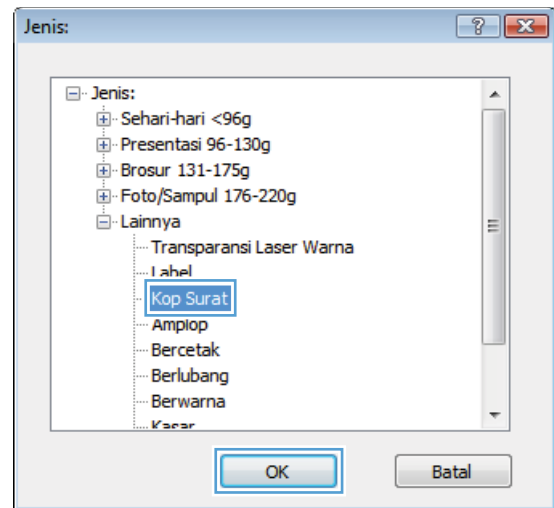 Jenis:
Jenis:
Sehari-hari <96g
Presentasi 96-130g
Brosur 131-175g
Foto/Sampul 176-220g
Lainnya
Transparansi Laser Warna
Label
Kop Surat
Amplop
Bercetak
Berlubang
Berwarna
Kasar
OK Batal